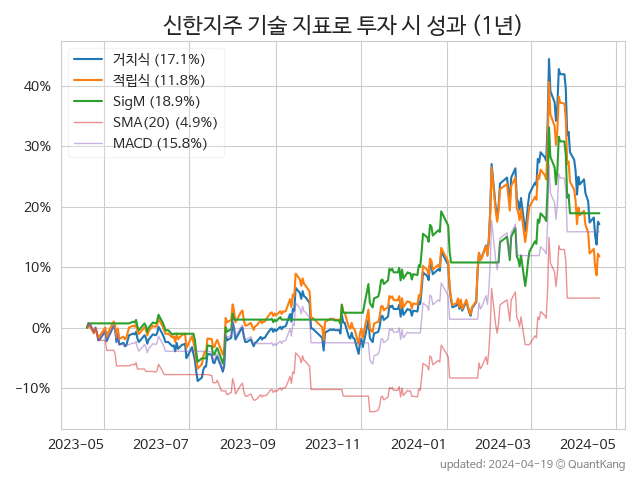 신한지주 기술 지표로 투자 시 성과 (1년)
거치식 (17.1%)
적립식 (11.8%)
SigM (18.9%)
SMA(20) (4.9%)
MACD (15.8%)
40%
30%
20%
10%
0%
−10%
2023-05 2023-07 2023-09 2023-11 2024-01 2024-03 2024-05
updated: 2024-04-19 ⓒ QuantKang